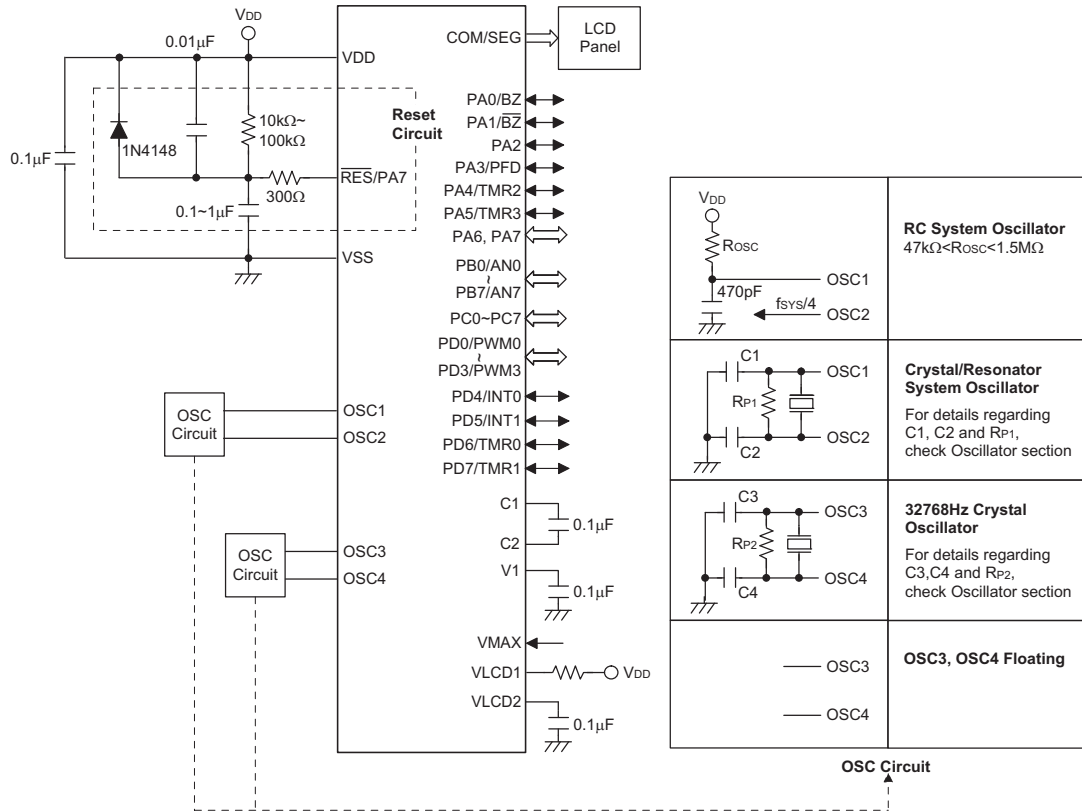 VDD
0.01μF
VDD
COM/SEG
LCD
Panel
Reset
Circuit
10kΩ~
100kΩ
1N4148
0.1μF
RES/PA7
300Ω
0.1~1μF
VSS
PA0/BZ
PA1/BZ
PA2
PA3/PFD
PA4/TMR2
PA5/TMR3
PA6, PA7
PB0/AN0
~
PB7/AN7
PC0~PC7
PD0/PWM0
~
PD3/PWM3
PD4/INT0
PD5/INT1
PD6/TMR0
PD7/TMR1
OSC
Circuit
OSC1
OSC2
OSC
Circuit
OSC3
OSC4
C1
0.1μF
C2
V1
0.1μF
VMAX
VLCD1
VDD
VLCD2
0.1μF
VDD
ROSC
OSC1
470pF
fSYS/4
OSC2
RC System Oscillator
47kΩ<ROSC<1.5MΩ
C1
OSC1
RP1
OSC2
C2
Crystal/Resonator
System Oscillator
For details regarding
C1, C2 and RP1,
check Oscillator section
C3
OSC3
RP2
OSC4
C4
32768Hz Crystal
Oscillator
For details regarding
C3,C4 and RP2,
check Oscillator section
OSC3
OSC4
OSC3, OSC4 Floating
OSC Circuit